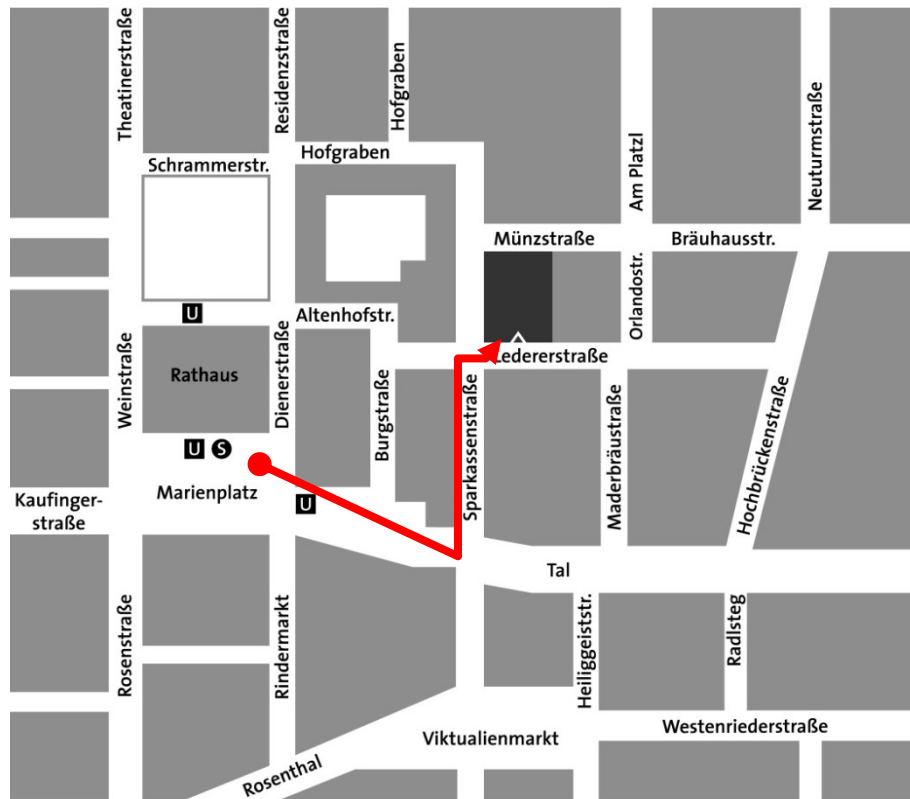 Theatinerstraße
Residenzstraße
Hofgraben
Am Platzl
Neuturmstraße
Schrammerstr.
Hofgraben
Münzstraße
Bräuhausstr.
Orlandostr.
U
Altenhofstr.
Weinstraße
Rathaus
Dienerstraße
Ledererstraße
Burgstraße
Sparkassenstraße
Maderbräustraße
Hochbrückenstraße
U S
Marienplatz
U
Kaufinger-
straße
Tal
Rosenstraße
Rindermarkt
Heiliggeiststr.
Radlsteg
Westenriederstraße
Viktualienmarkt
Rosenthal